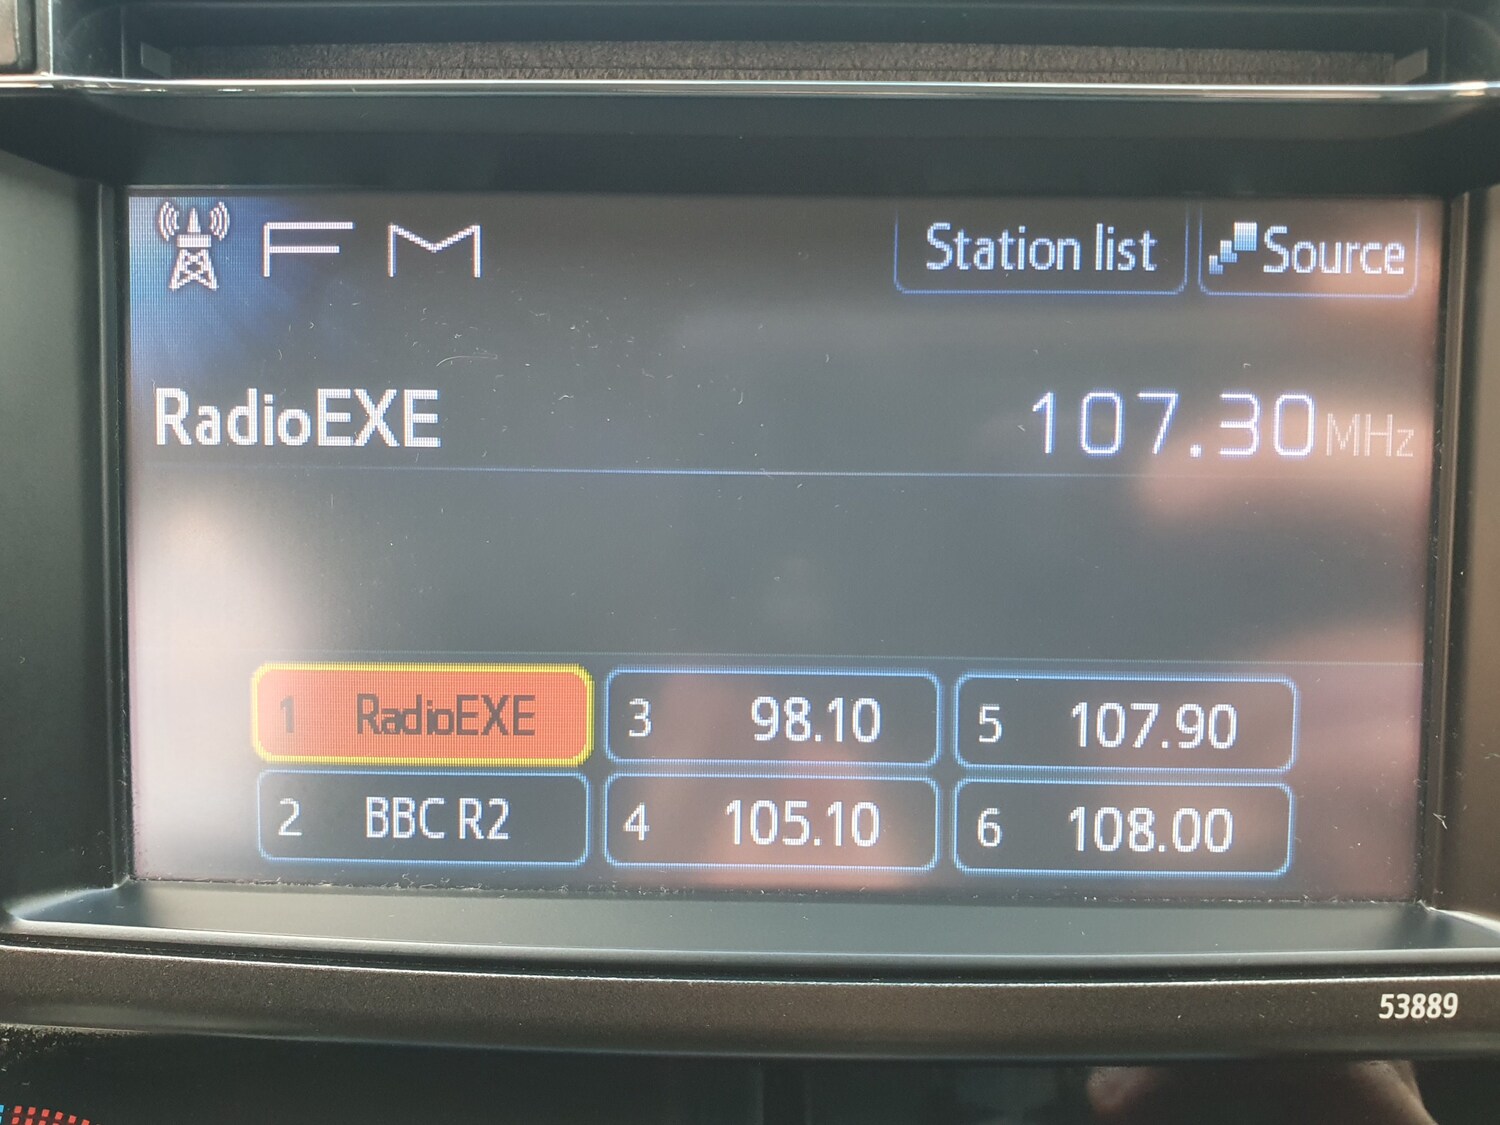 FM
Station list
Source
RadioEXE
107.30MHz
1 RadioEXE
3 98.10
5 107.90
2 BBC R2
4 105.10
6 108.00
53889